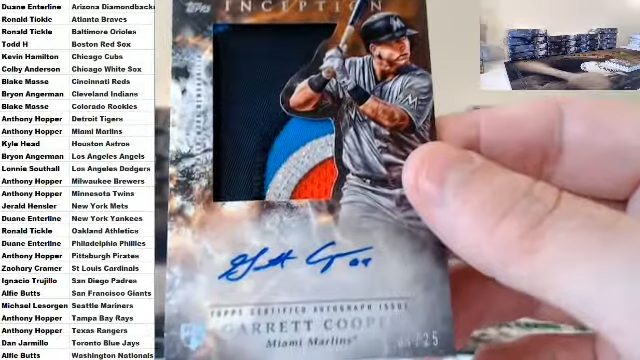 Duane Enterline Arizona Diamondbacks
Ronald Tickle Atlanta Braves
Ronald Tickle Baltimore Orioles
Todd H Boston Red Sox
Kevin Hamilton Chicago Cubs
Colby Anderson Chicago White Sox
Blake Masse Cincinnati Reds
Bryon Angerman Cleveland Indians
Blake Masse Colorado Rookies
Anthony Hopper Detroit Tigers
Anthony Hopper Miami Marlins
Kyle Head Houston Astros
Bryon Angerman Los Angeles Angels
Lonnie Southall Los Angeles Dodgers
Anthony Hopper Milwaukee Brewers
Anthony Hopper Minnesota Twins
Jerald Hensler New York Mets
Duane Enterline New York Yankees
Ronald Tickle Oakland Athletics
Duane Enterline Philadelphia Phillies
Anthony Hopper Pittsburgh Pirates
Zachary Cramer St Louis Cardinals
Ignacio Trujillo San Diego Padres
Alfie Butts San Francisco Giants
Michael Lesorgen Seattle Mariners
Anthony Hopper Tampa Bay Rays
Anthony Hopper Texas Rangers
Dan Jarmillo Toronto Blue Jays
Alfie Butts Washington Nationals
Topps INCEPTION
TOPPS CERTIFIED AUTOGRAPH ISSUE
GARRETT COOPER
/25
Miami Marlins